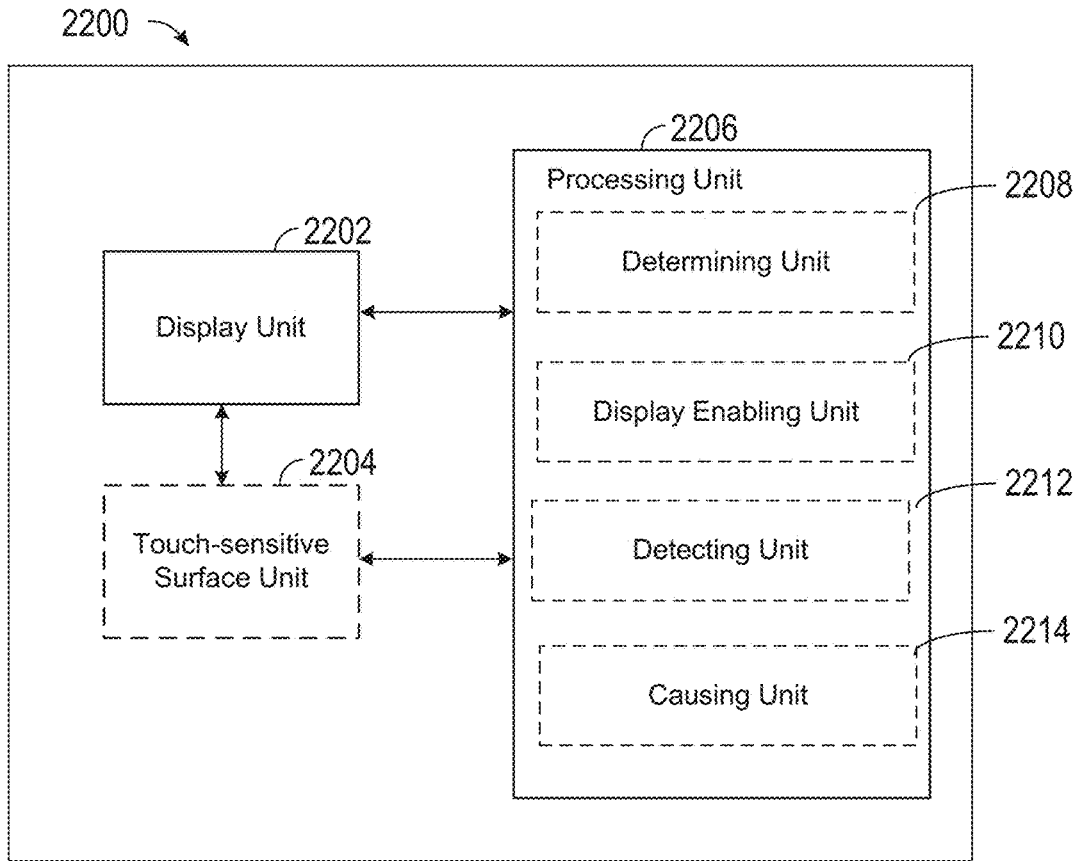 2200
2206
Processing Unit
2208
Determining Unit
2202
Display Unit
2210
Display Enabling Unit
2204
Touch-sensitive
Surface Unit
2212
Detecting Unit
2214
Causing Unit